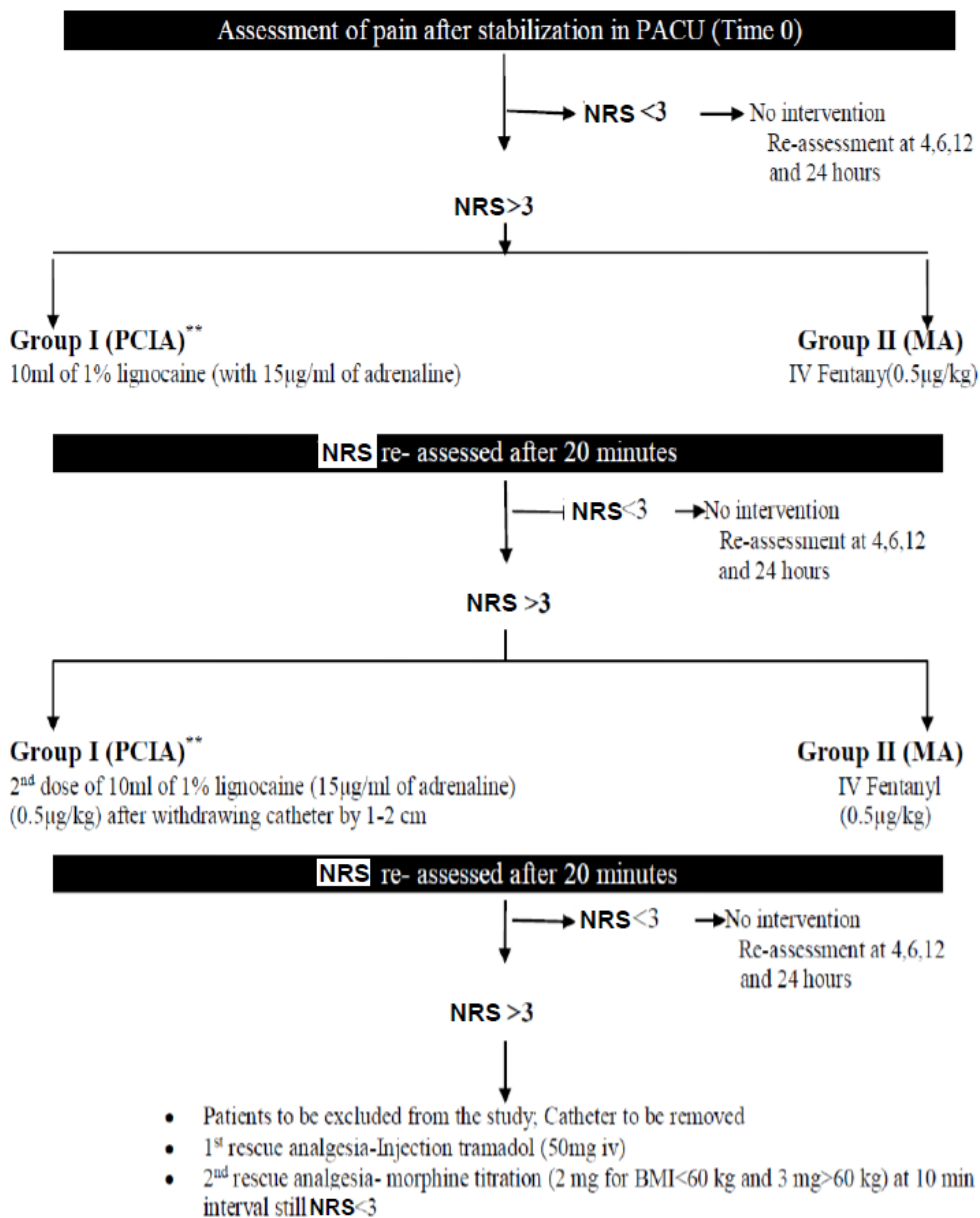 Assessment of pain after stabilization in PACU (Time 0)
NRS <3 No intervention
Re-assessment at 4,6,12
and 24 hours
NRS>3
Group I (PCIA)**
10ml of 1% lignocaine (with 15µg/ml of adrenaline)
Group II (MA)
IV Fentany(0.5µg/kg)
NRS re- assessed after 20 minutes
NRS<3 No intervention
Re-assessment at 4,6,12
and 24 hours
NRS >3
Group I (PCIA)**
2nd dose of 10ml of 1% lignocaine (15µg/ml of adrenaline)
(0.5µg/kg) after withdrawing catheter by 1-2 cm
Group II (MA)
IV Fentanyl
(0.5µg/kg)
NRS re- assessed after 20 minutes
NRS<3 No intervention
Re-assessment at 4,6,12
and 24 hours
NRS >3
• Patients to be excluded from the study; Catheter to be removed
• 1st rescue analgesia-Injection tramadol (50mg iv)
• 2nd rescue analgesia- morphine titration (2 mg for BMI<60 kg and 3 mg>60 kg) at 10 min
interval still NRS<3